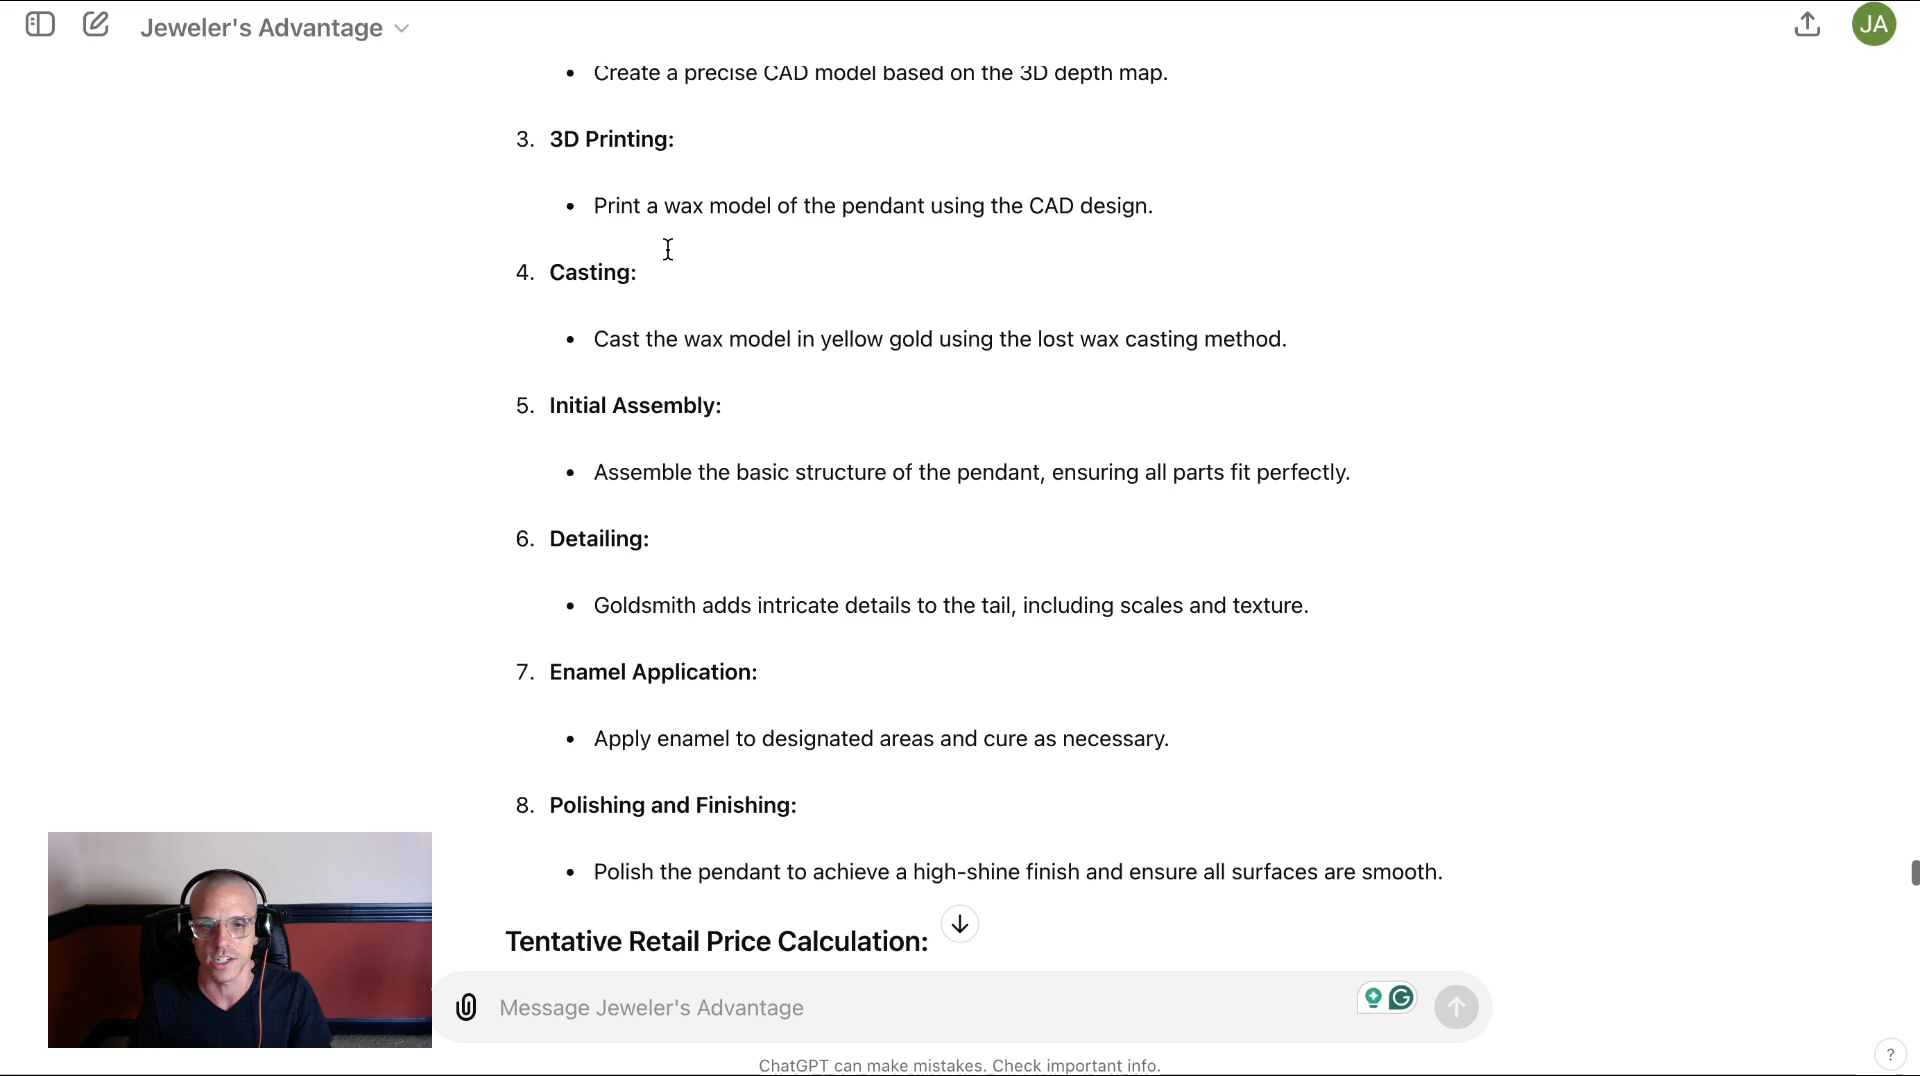 Jeweler's Advantage
JA
• Create a precise CAD model based on the 3D depth map.
3. 3D Printing:
• Print a wax model of the pendant using the CAD design.
4. Casting:
• Cast the wax model in yellow gold using the lost wax casting method.
5. Initial Assembly:
• Assemble the basic structure of the pendant, ensuring all parts fit perfectly.
6. Detailing:
• Goldsmith adds intricate details to the tail, including scales and texture.
7. Enamel Application:
• Apply enamel to designated areas and cure as necessary.
8. Polishing and Finishing:
• Polish the pendant to achieve a high-shine finish and ensure all surfaces are smooth.
Tentative Retail Price Calculation:
Message Jeweler's Advantage
ChatGPT can make mistakes. Check important info.
?